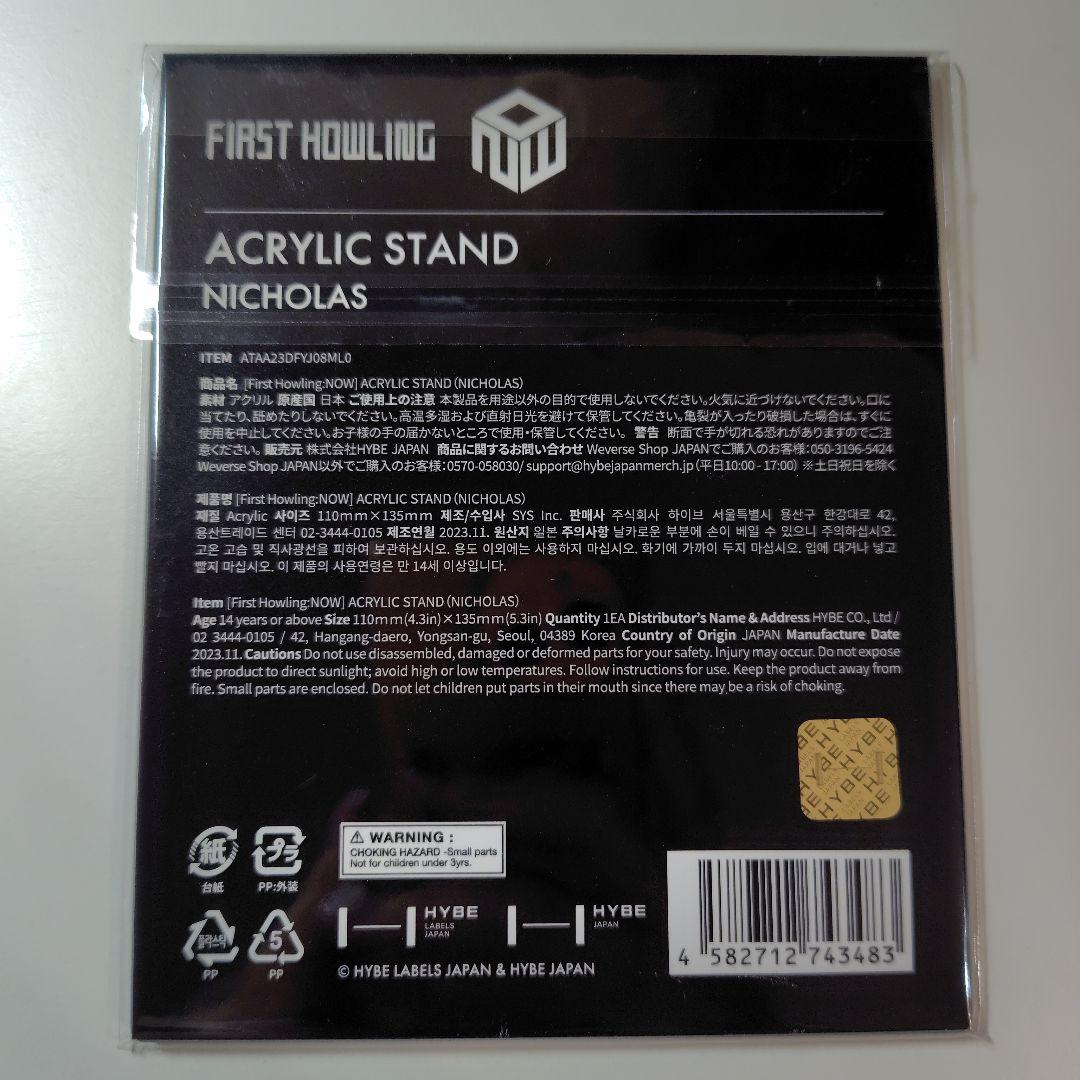 FIRST HOWLING NOW
ACRYLIC STAND
NICHOLAS
ITEM ATAA23DFYJ08ML0
商品名 [First Howling:NOW] ACRYLIC STAND (NICHOLAS)
素材 アクリル 原産国 日本 ご使用上の注意 本製品を用途以外の目的で使用しないでください。火気に近づけないでください。口に
当てたり、舐めたりしないでください。高温多湿および直射日光を避けて保管してください。亀裂が入ったり破損した場合は、すぐに
使用を中止してください。お子様の手の届かないところで使用・保管してください。 警告 断面で手が切れる恐れがありますのでご注
意ください。 販売元 株式会社HYBE JAPAN 商品に関するお問い合わせ Weverse Shop JAPANでご購入のお客様：050-3196-5424
Weverse Shop JAPAN以外でご購入のお客様：0570-058030/ support@hybejapanmerch.jp (平日10:00 - 17:00) ※土日祝日を除く
제품명 [First Howling:NOW] ACRYLIC STAND (NICHOLAS)
재질 Acrylic 사이즈 110mm×135mm 제조/수입사 SYS Inc. 판매사 주식회사 하이브 서울특별시 용산구 한강대로 42,
용산트레이드 센터 02-3444-0105 제조연월 2023.11. 원산지 일본 주의사항 날카로운 부분에 손이 베일 수 있으니 주의하십시오.
고온 고습 및 직사광선을 피하여 보관하십시오. 용도 이외에는 사용하지 마십시오. 화기에 가까이 두지 마십시오. 입에 대거나 넣고
빨지 마십시오. 이 제품의 사용연령은 만 14세 이상입니다.
Item [First Howling:NOW] ACRYLIC STAND (NICHOLAS)
Age 14 years or above Size 110mm(4.3in)×135mm(5.3in) Quantity 1EA Distributor's Name & Address HYBE CO., Ltd /
02 3444-0105 / 42, Hangang-daero, Yongsan-gu, Seoul, 04389 Korea Country of Origin JAPAN Manufacture Date
2023.11. Cautions Do not use disassembled, damaged or deformed parts for your safety. Injury may occur. Do not expose
the product to direct sunlight; avoid high or low temperatures. Follow instructions for use. Keep the product away from
fire. Small parts are enclosed. Do not let children put parts in their mouth since there may be a risk of choking.
HYBE HYBE HYBE
紙
台紙
プラ
PP:外装
⚠ WARNING :
CHOKING HAZARD -Small parts
Not for children under 3yrs.
플라스틱
PP
5
PP
HYBE
LABELS
JAPAN
HYBE
JAPAN
© HYBE LABELS JAPAN & HYBE JAPAN
4 582712 743483